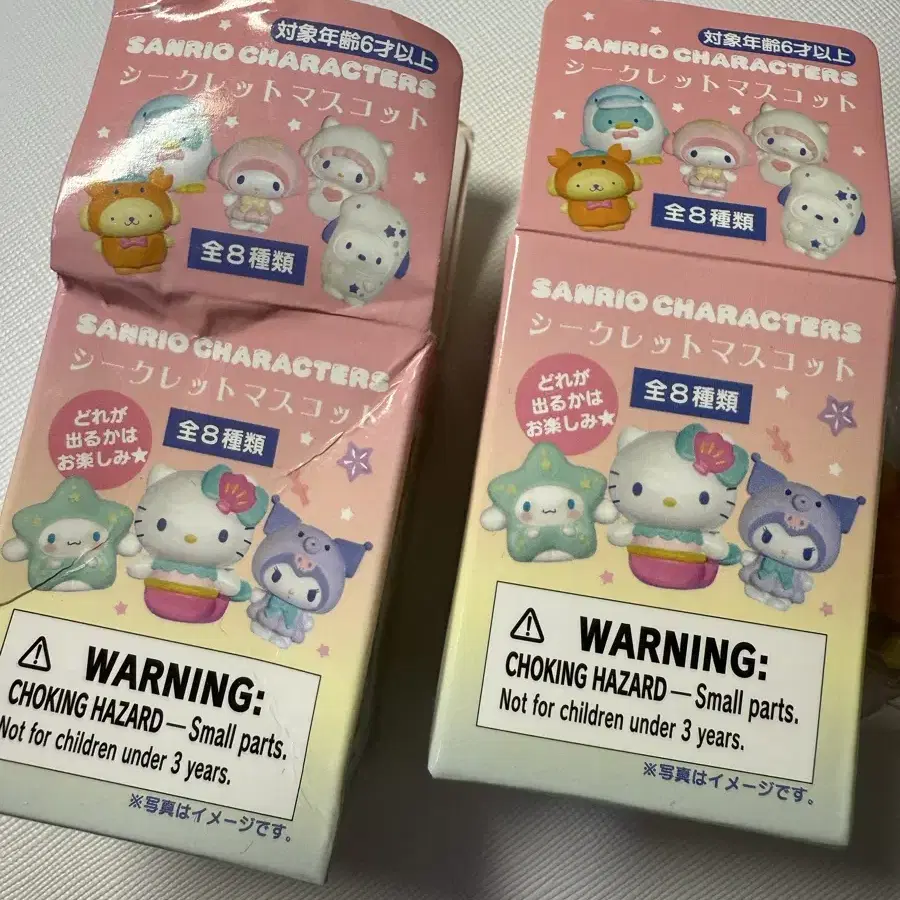 対象年齢6才以上
SANRIO CHARACTERS
シークレットマスコット
全8種類
SANRIO CHARACTERS
シークレットマスコット
どれが
出るかは
お楽しみ★
全8種類
WARNING:
CHOKING HAZARD — Small parts.
Not for children under 3 years.
※写真はイメージです。
対象年齢6才以上
SANRIO CHARACTERS
シークレットマスコット
全8種類
SANRIO CHARACTERS
シークレットマスコット
どれが
出るかは
お楽しみ★
全8種類
WARNING:
CHOKING HAZARD — Small parts.
Not for children under 3 years.
※写真はイメージです。